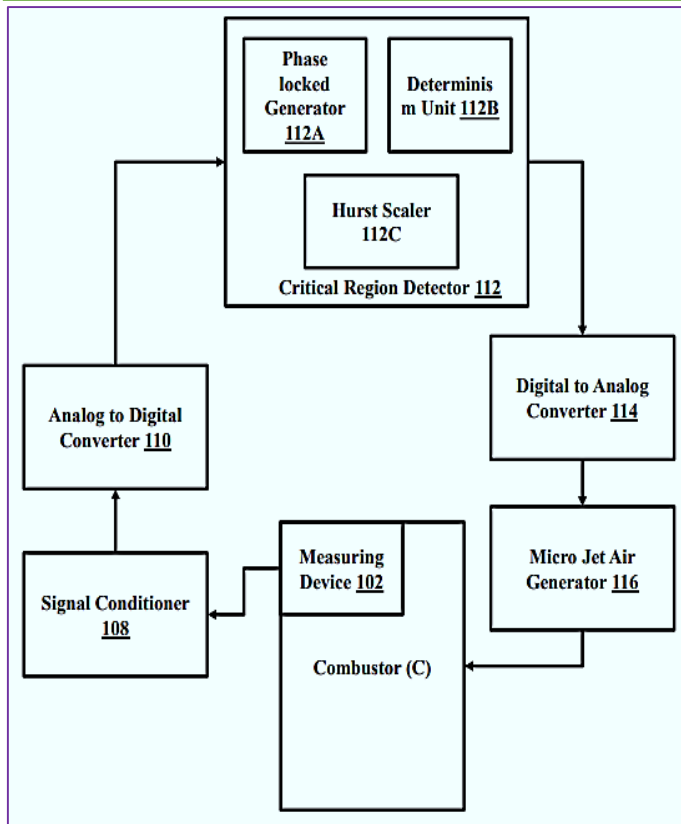 Phase
locked
Generator
112A
Determinis
m Unit 112B
Hurst Scaler
112C
Critical Region Detector 112
Analog to Digital
Converter 110
Digital to Analog
Converter 114
Measuring
Device 102
Micro Jet Air
Generator 116
Signal Conditioner
108
Combustor (C)